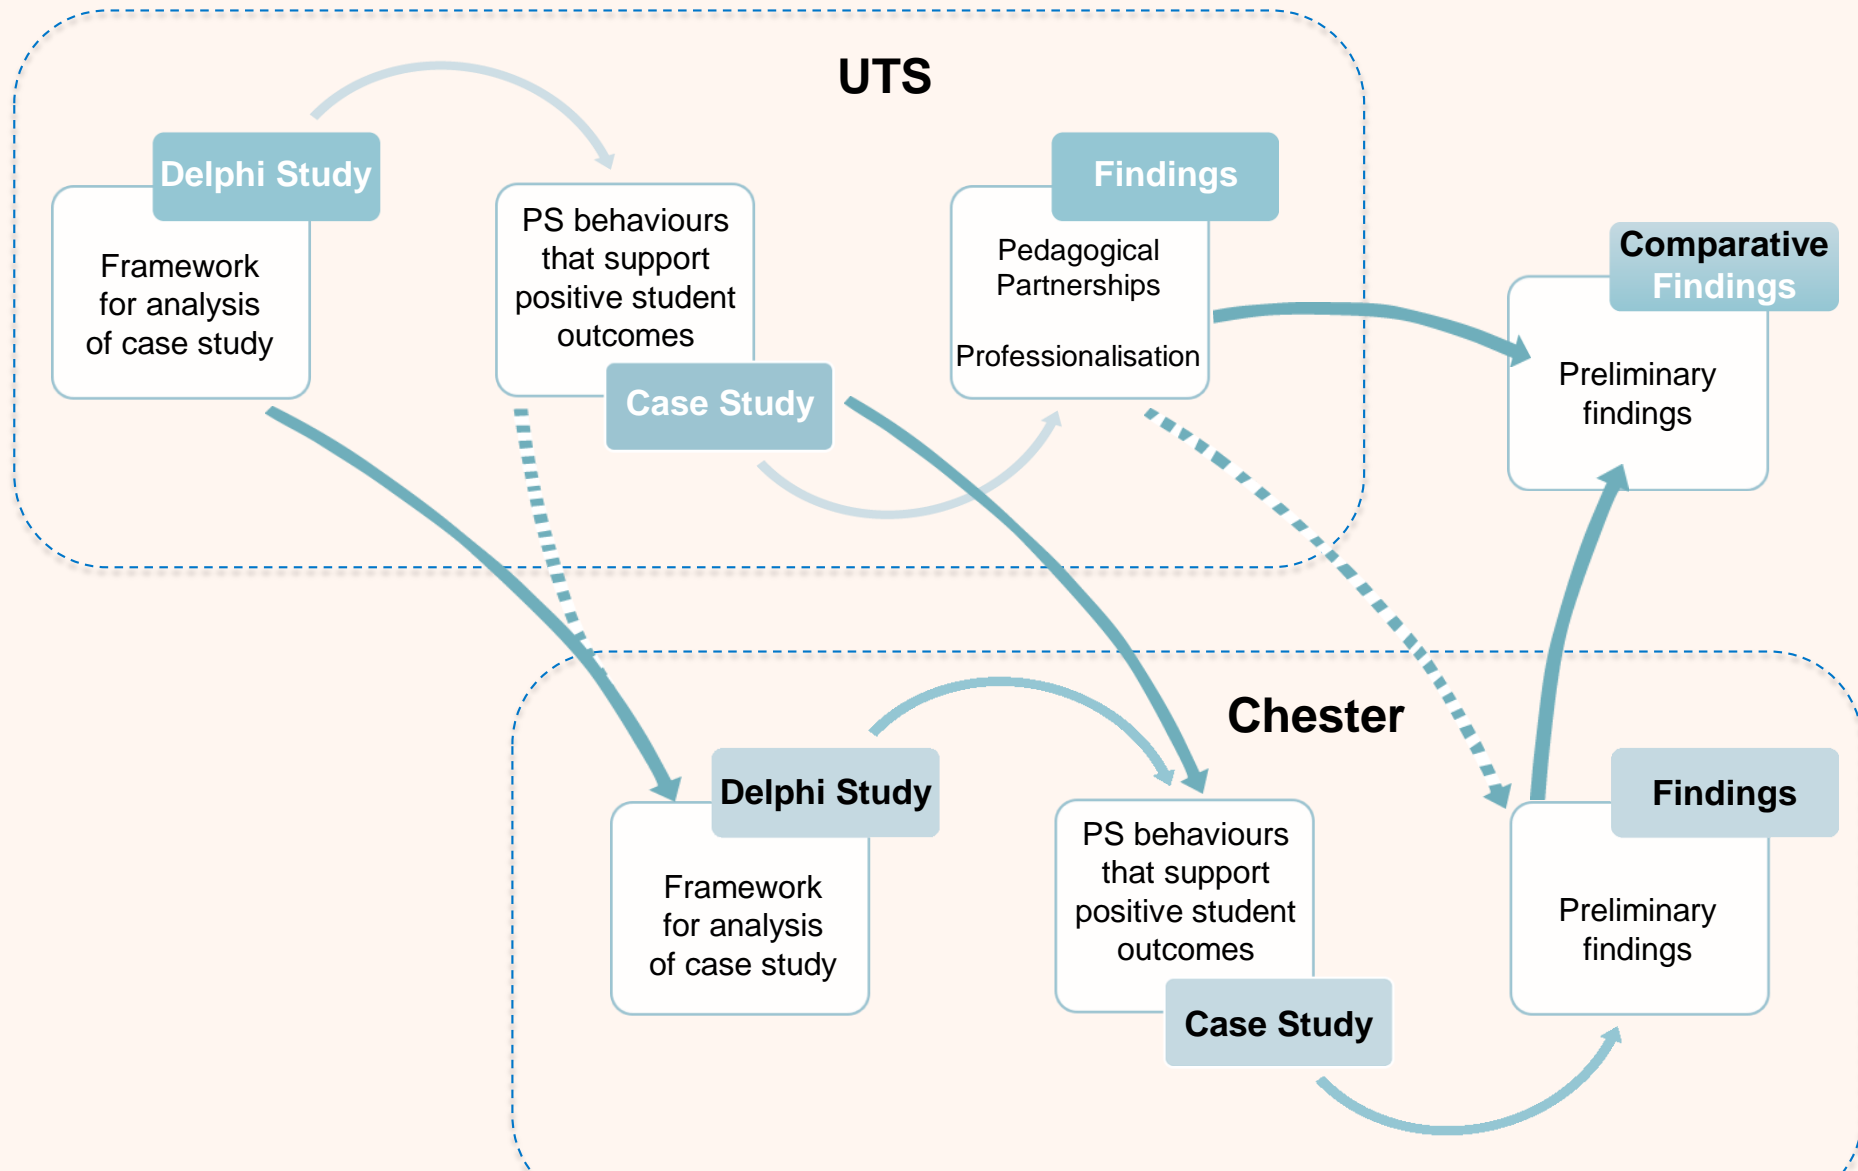 UTS
Delphi Study
Framework
for analysis
of case study
PS behaviours
that support
positive student
outcomes
Case Study
Findings
Pedagogical
Partnerships
Professionalisation
Comparative
Findings
Preliminary
findings
Chester
Delphi Study
Framework
for analysis
of case study
PS behaviours
that support
positive student
outcomes
Case Study
Findings
Preliminary
findings